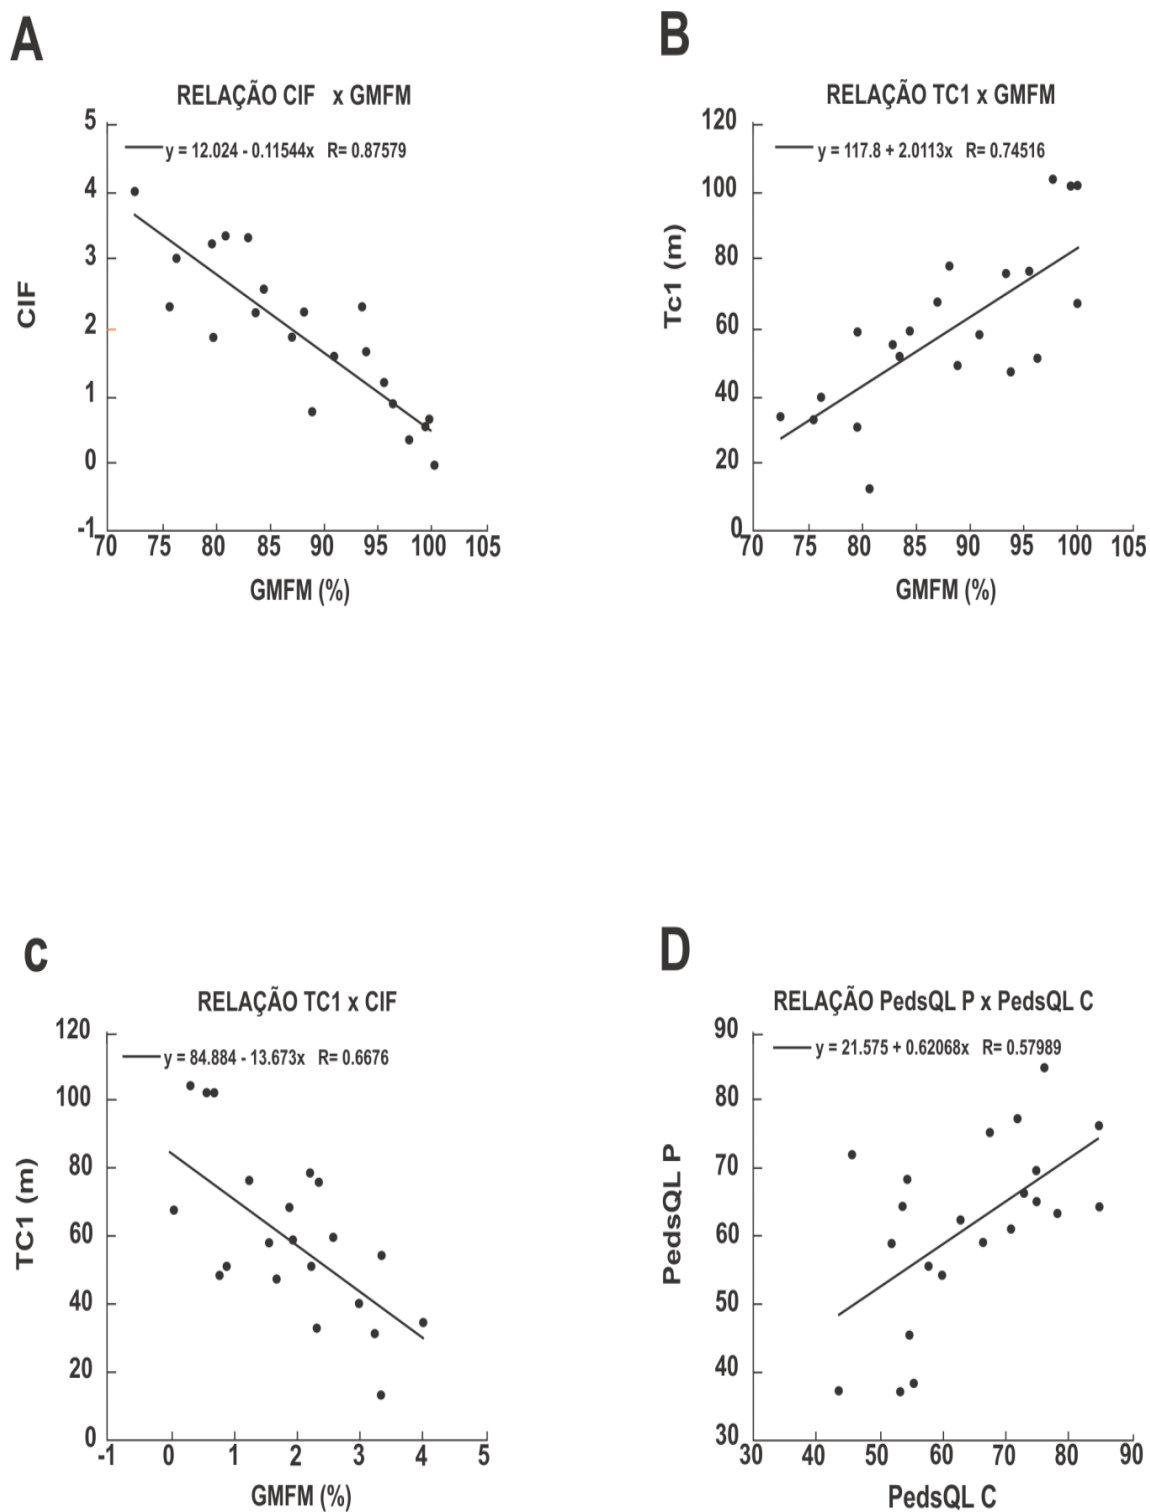 A
RELAÇÃO CIF x GMFM
y = 12.024 - 0.11544x R= 0.87579
5
4
3
2
1
0
-1
CIF
70 75 80 85 90 95 100 105
GMFM (%)
B
RELAÇÃO TC1 x GMFM
y = 117.8 + 2.0113x R= 0.74516
120
100
80
60
40
20
0
Tc1 (m)
70 75 80 85 90 95 100 105
GMFM (%)
c
RELAÇÃO TC1 x CIF
y = 84.884 - 13.673x R= 0.6676
120
100
80
60
40
20
0
TC1 (m)
-1 0 1 2 3 4 5
GMFM (%)
D
RELAÇÃO PedsQL P x PedsQL C
y = 21.575 + 0.62068x R= 0.57989
90
80
70
60
50
40
30
PedsQL P
30 40 50 60 70 80 90
PedsQL C